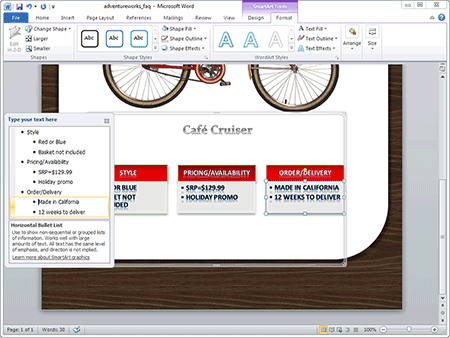 adventureworks_faq - Microsoft Word
SmartArt Tools
File
Home
Insert
Page Layout
References
Mailings
Review
View
Design
Format
Edit in 2-D
Change Shape
Larger
Smaller
Shapes
Abc
Abc
Abc
Shape Fill
Shape Outline
Shape Effects
Shape Styles
A
A
A
Text Fill
Text Outline
Text Effects
WordArt Styles
Arrange
Size
Café Cruiser
Type your text here
• Style
• Red or Blue
• Basket not included
• Pricing/Availability
• SRP=$129.99
• Holiday promo
• Order/Delivery
• Made in California
• 12 weeks to deliver
Horizontal Bullet List
Use to show non-sequential or grouped lists
of information. Works well with large
amounts of text. All text has the same level
of emphasis, and direction is not implied.
Learn more about SmartArt graphics
STYLE
OR BLUE
KET NOT
UDED
PRICING/AVAILABILITY
• SRP=$129.99
• HOLIDAY PROMO
ORDER/DELIVERY
• MADE IN CALIFORNIA
• 12 WEEKS TO DELIVER
Page: 1 of 1
Words: 30
100%